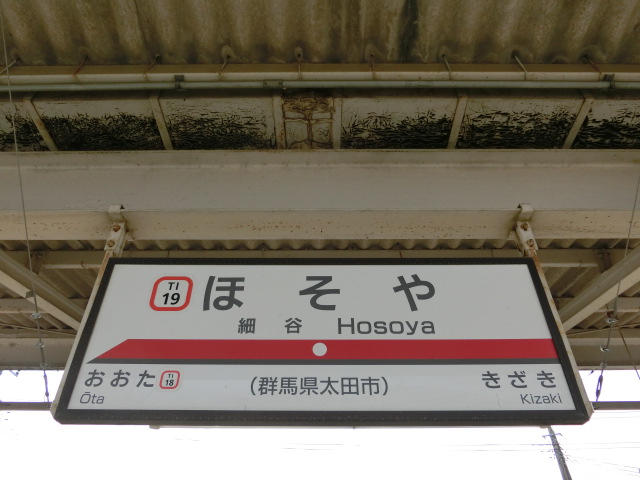 TI
19
ほそや
細谷 Hosoya
おおた TI 18 (群馬県太田市) きざき
Ōta Kizaki